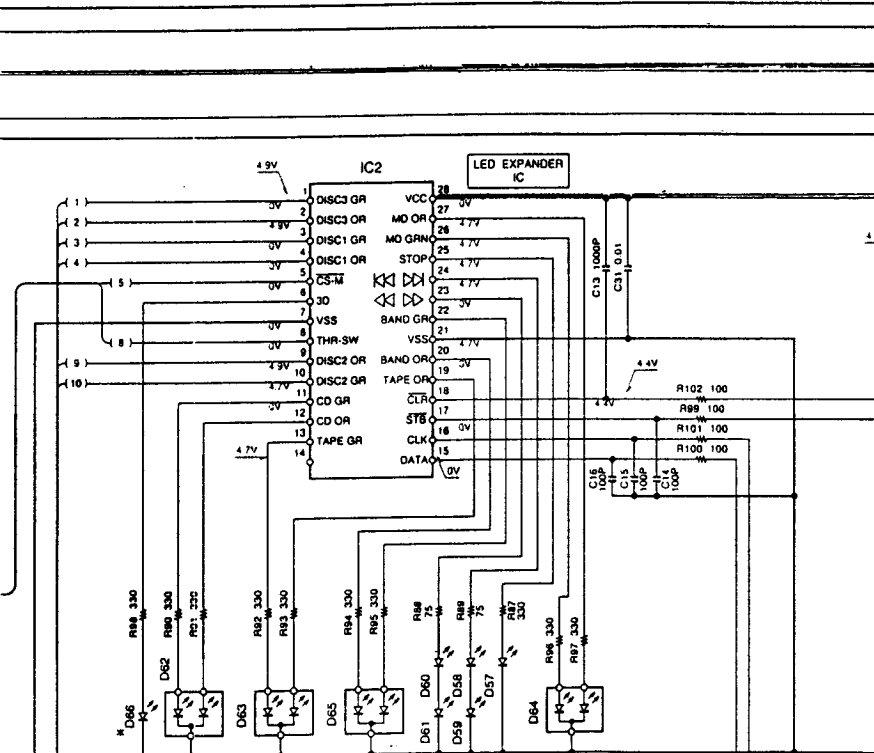 4.9V
IC2
LED EXPANDER
IC
1 DISC3 GR VCC 28
0V 0V
2 DISC3 OR MD OR 27
4.9V 4.7V
3 DISC1 GR MD GRN 26
0V 4.7V
4 DISC1 OR STOP 25
0V 4.7V
5 CS-M 24
0V 4.7V
6 3D 23
0V
7 VSS BAND GR 22
0V
8 THR-SW VSS 21
0V 4.7V
9 DISC2 OR BAND OR 20
4.9V 0V
10 DISC2 GR TAPE OR 19
4.7V
11 CD GR CLR 18
0V
12 CD OR STB 17
0V
13 TAPE GR CLK 16
4.7V
14 DATA 15
0V
1
2
3
4
5
8
9
10
C13 1000P
C31 0.01
4
4.4V
R102 100
R99 100
R101 100
R100 100
C16 100P
C15 100P
C14 100P
R98 330
R90 330
R91 330
R92 330
R93 330
R94 330
R95 330
R88 75
R89 75
R87 330
R96 330
R97 330
* D66
D62
D63
D65
D60
D61
D58
D59
D57
D64